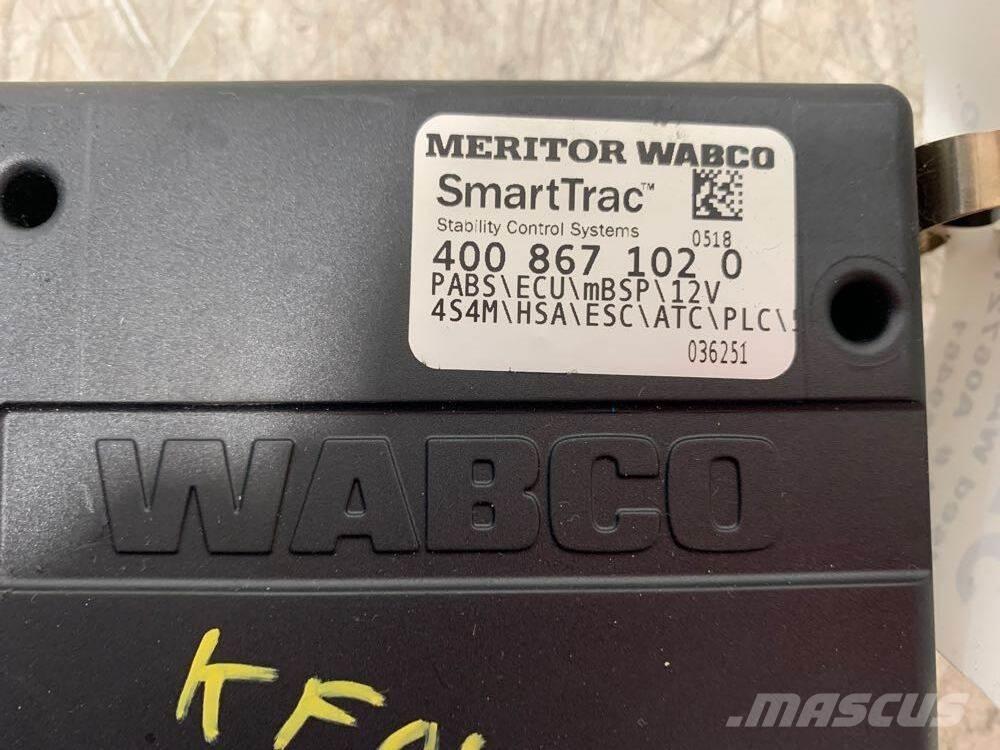 MERITOR WABCO
SmartTrac™
Stability Control Systems
0518
400 867 102 0
PABS\ECU\mBSP\12V
4S4M\HSA\ESC\ATC\PLC\
036251
WABCO
MASCUS